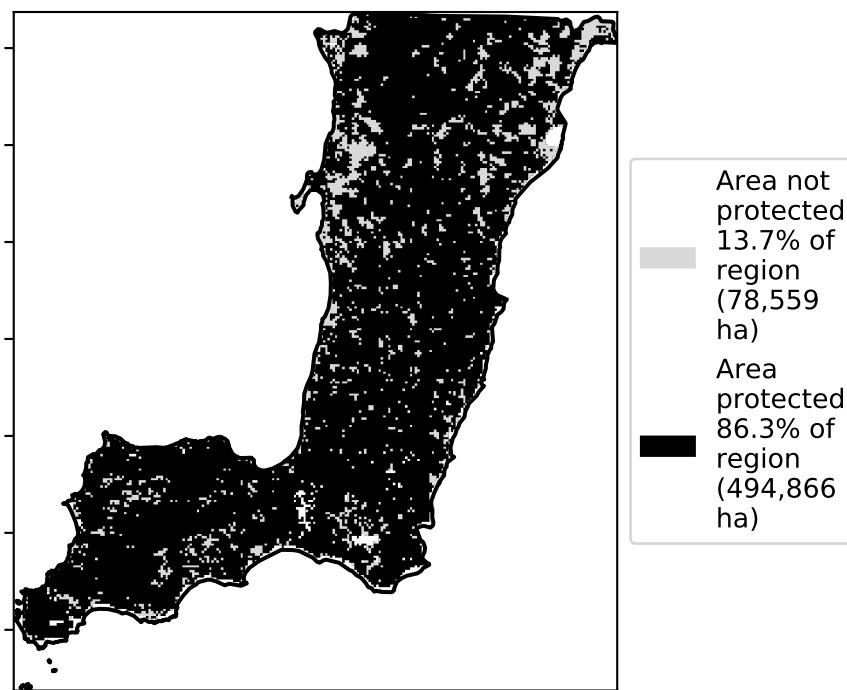 Area not
protected
13.7% of
region
(78,559
ha)
Area
protected
86.3% of
region
(494,866
ha)